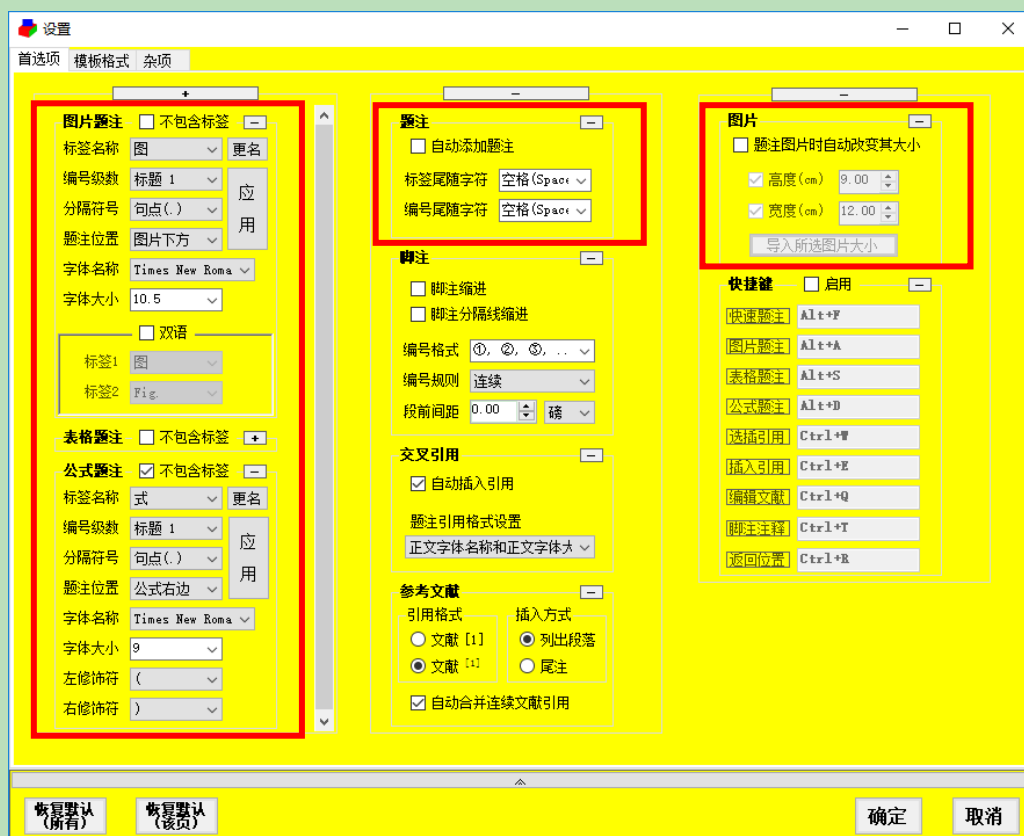 设置
首选项 模板格式 杂项
+
图片题注 不包含标签 -
标签名称 图 更名
编号级数 标题 1
应用
分隔符号 句点(.)
题注位置 图片下方
字体名称 Times New Roma
字体大小 10.5
双语
标签1 图
标签2 Fig.
表格题注 不包含标签 +
公式题注 不包含标签 -
标签名称 式 更名
编号级数 标题 1
应用
分隔符号 句点(.)
题注位置 公式右边
字体名称 Times New Roma
字体大小 9
左修饰符 (
右修饰符 )
-
题注 -
自动添加题注
标签尾随字符 空格(Space
编号尾随字符 空格(Space
脚注 -
脚注缩进
脚注分隔线缩进
编号格式 ①, ②, ③, ..
编号规则 连续
段前间距 0.00 磅
交叉引用 -
自动插入引用
题注引用格式设置
正文字体名称和正文字体大
参考文献 -
引用格式 插入方式
文献 [1] 列出段落
文献 [1] 尾注
自动合并连续文献引用
-
图片 -
题注图片时自动改变其大小
高度(cm) 9.00
宽度(cm) 12.00
导入所选图片大小
快捷键 启用 -
快速题注 Alt+F
图片题注 Alt+A
表格题注 Alt+S
公式题注 Alt+D
选插引用 Ctrl+W
插入引用 Ctrl+E
编辑文献 Ctrl+Q
脚注注释 Ctrl+T
返回位置 Ctrl+R
恢复默认(所有) 恢复默认(该页) 确定 取消